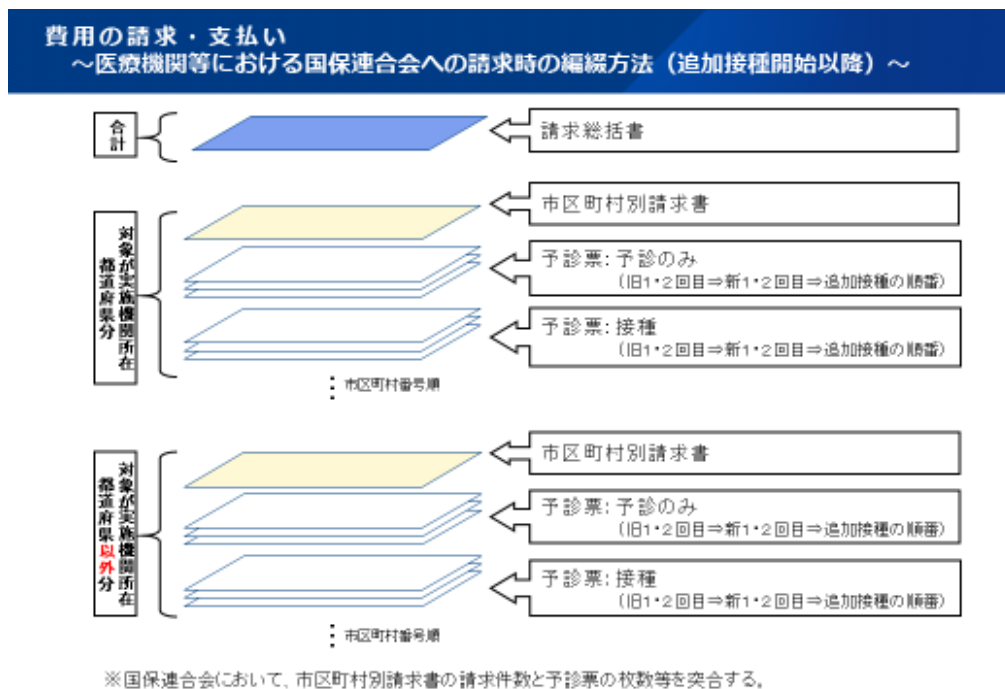 費用の請求・支払い
～医療機関等における国保連合会への請求時の編綴方法（追加接種開始以降）～
合計
請求総括書
対象が実施機関所在
都道府県分
市区町村別請求書
予診票：予診のみ
（旧1・2回目⇒新1・2回目⇒追加接種の順番）
予診票：接種
（旧1・2回目⇒新1・2回目⇒追加接種の順番）
市区町村番号順
対象が実施機関所在
都道府県以外分
市区町村別請求書
予診票：予診のみ
（旧1・2回目⇒新1・2回目⇒追加接種の順番）
予診票：接種
（旧1・2回目⇒新1・2回目⇒追加接種の順番）
市区町村番号順
※国保連合会において、市区町村別請求書の請求件数と予診票の枚数等を突合する。